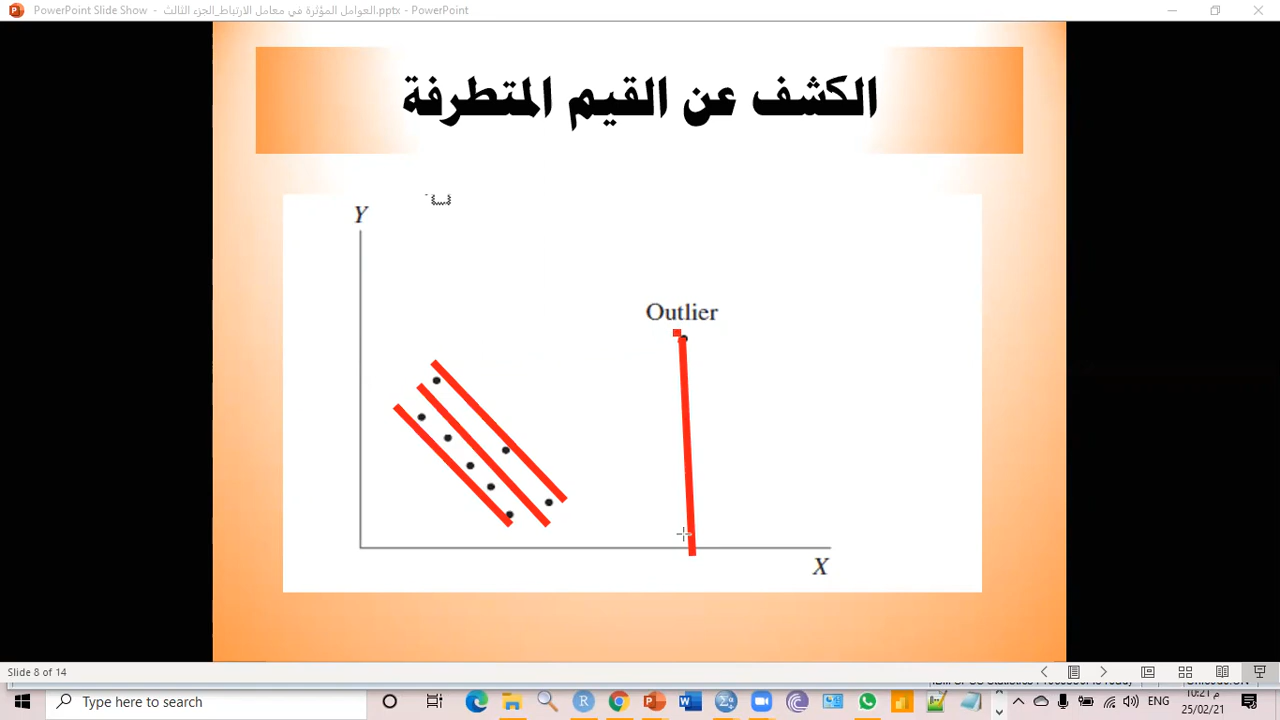 PowerPoint Slide Show - العوامل المؤثرة في معامل الارتباط_الجزء الثالث.pptx - PowerPoint
الكشف عن القيم المتطرفة
Y
Outlier
X
Slide 8 of 14
Type here to search
ENG
25/02/21